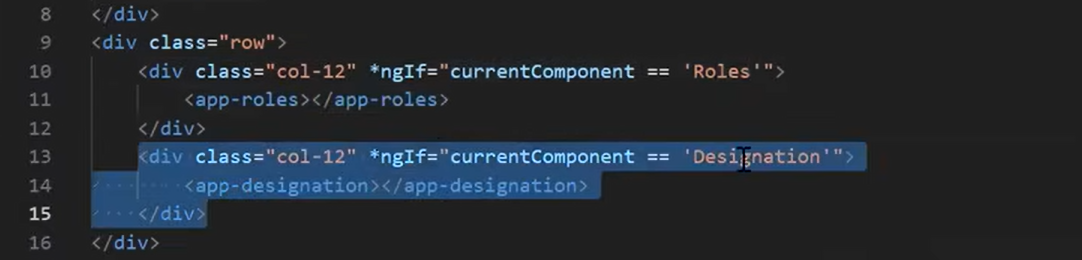 8 </div>
9 <div class="row">
10 <div class="col-12" *ngIf="currentComponent == 'Roles'">
11 <app-roles></app-roles>
12 </div>
13 <div class="col-12" *ngIf="currentComponent == 'Designation'">
14 <app-designation></app-designation>
15 </div>
16 </div>